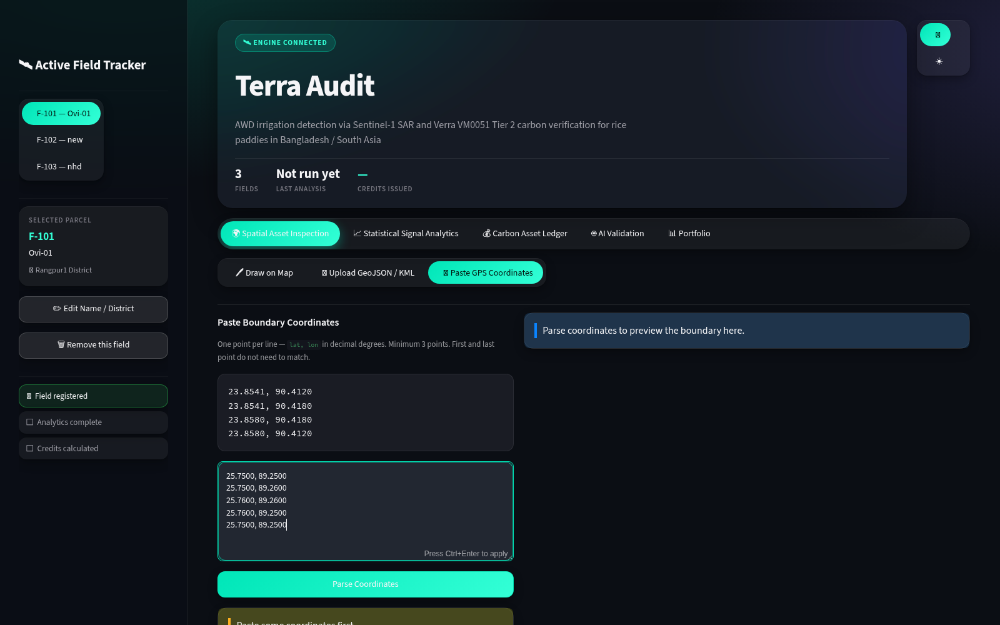 Active Field Tracker
F-101 — Ovi-01
F-102 — new
F-103 — nhd
SELECTED PARCEL
F-101
Ovi-01
Rangpur1 District
Edit Name / District
Remove this field
Field registered
Analytics complete
Credits calculated
ENGINE CONNECTED
Terra Audit
AWD irrigation detection via Sentinel-1 SAR and Verra VM0051 Tier 2 carbon verification for rice
paddies in Bangladesh / South Asia
3
FIELDS
Not run yet
LAST ANALYSIS
—
CREDITS ISSUED
Spatial Asset Inspection
Statistical Signal Analytics
Carbon Asset Ledger
AI Validation
Portfolio
Draw on Map
Upload GeoJSON / KML
Paste GPS Coordinates
Paste Boundary Coordinates
One point per line — lat, lon in decimal degrees. Minimum 3 points. First and last
point do not need to match.
23.8541, 90.4120
23.8541, 90.4180
23.8580, 90.4180
23.8580, 90.4120
25.7500, 89.2500
25.7500, 89.2600
25.7600, 89.2600
25.7600, 89.2500
25.7500, 89.2500
Press Ctrl+Enter to apply
Parse Coordinates
Paste some coordinates first
Parse coordinates to preview the boundary here.